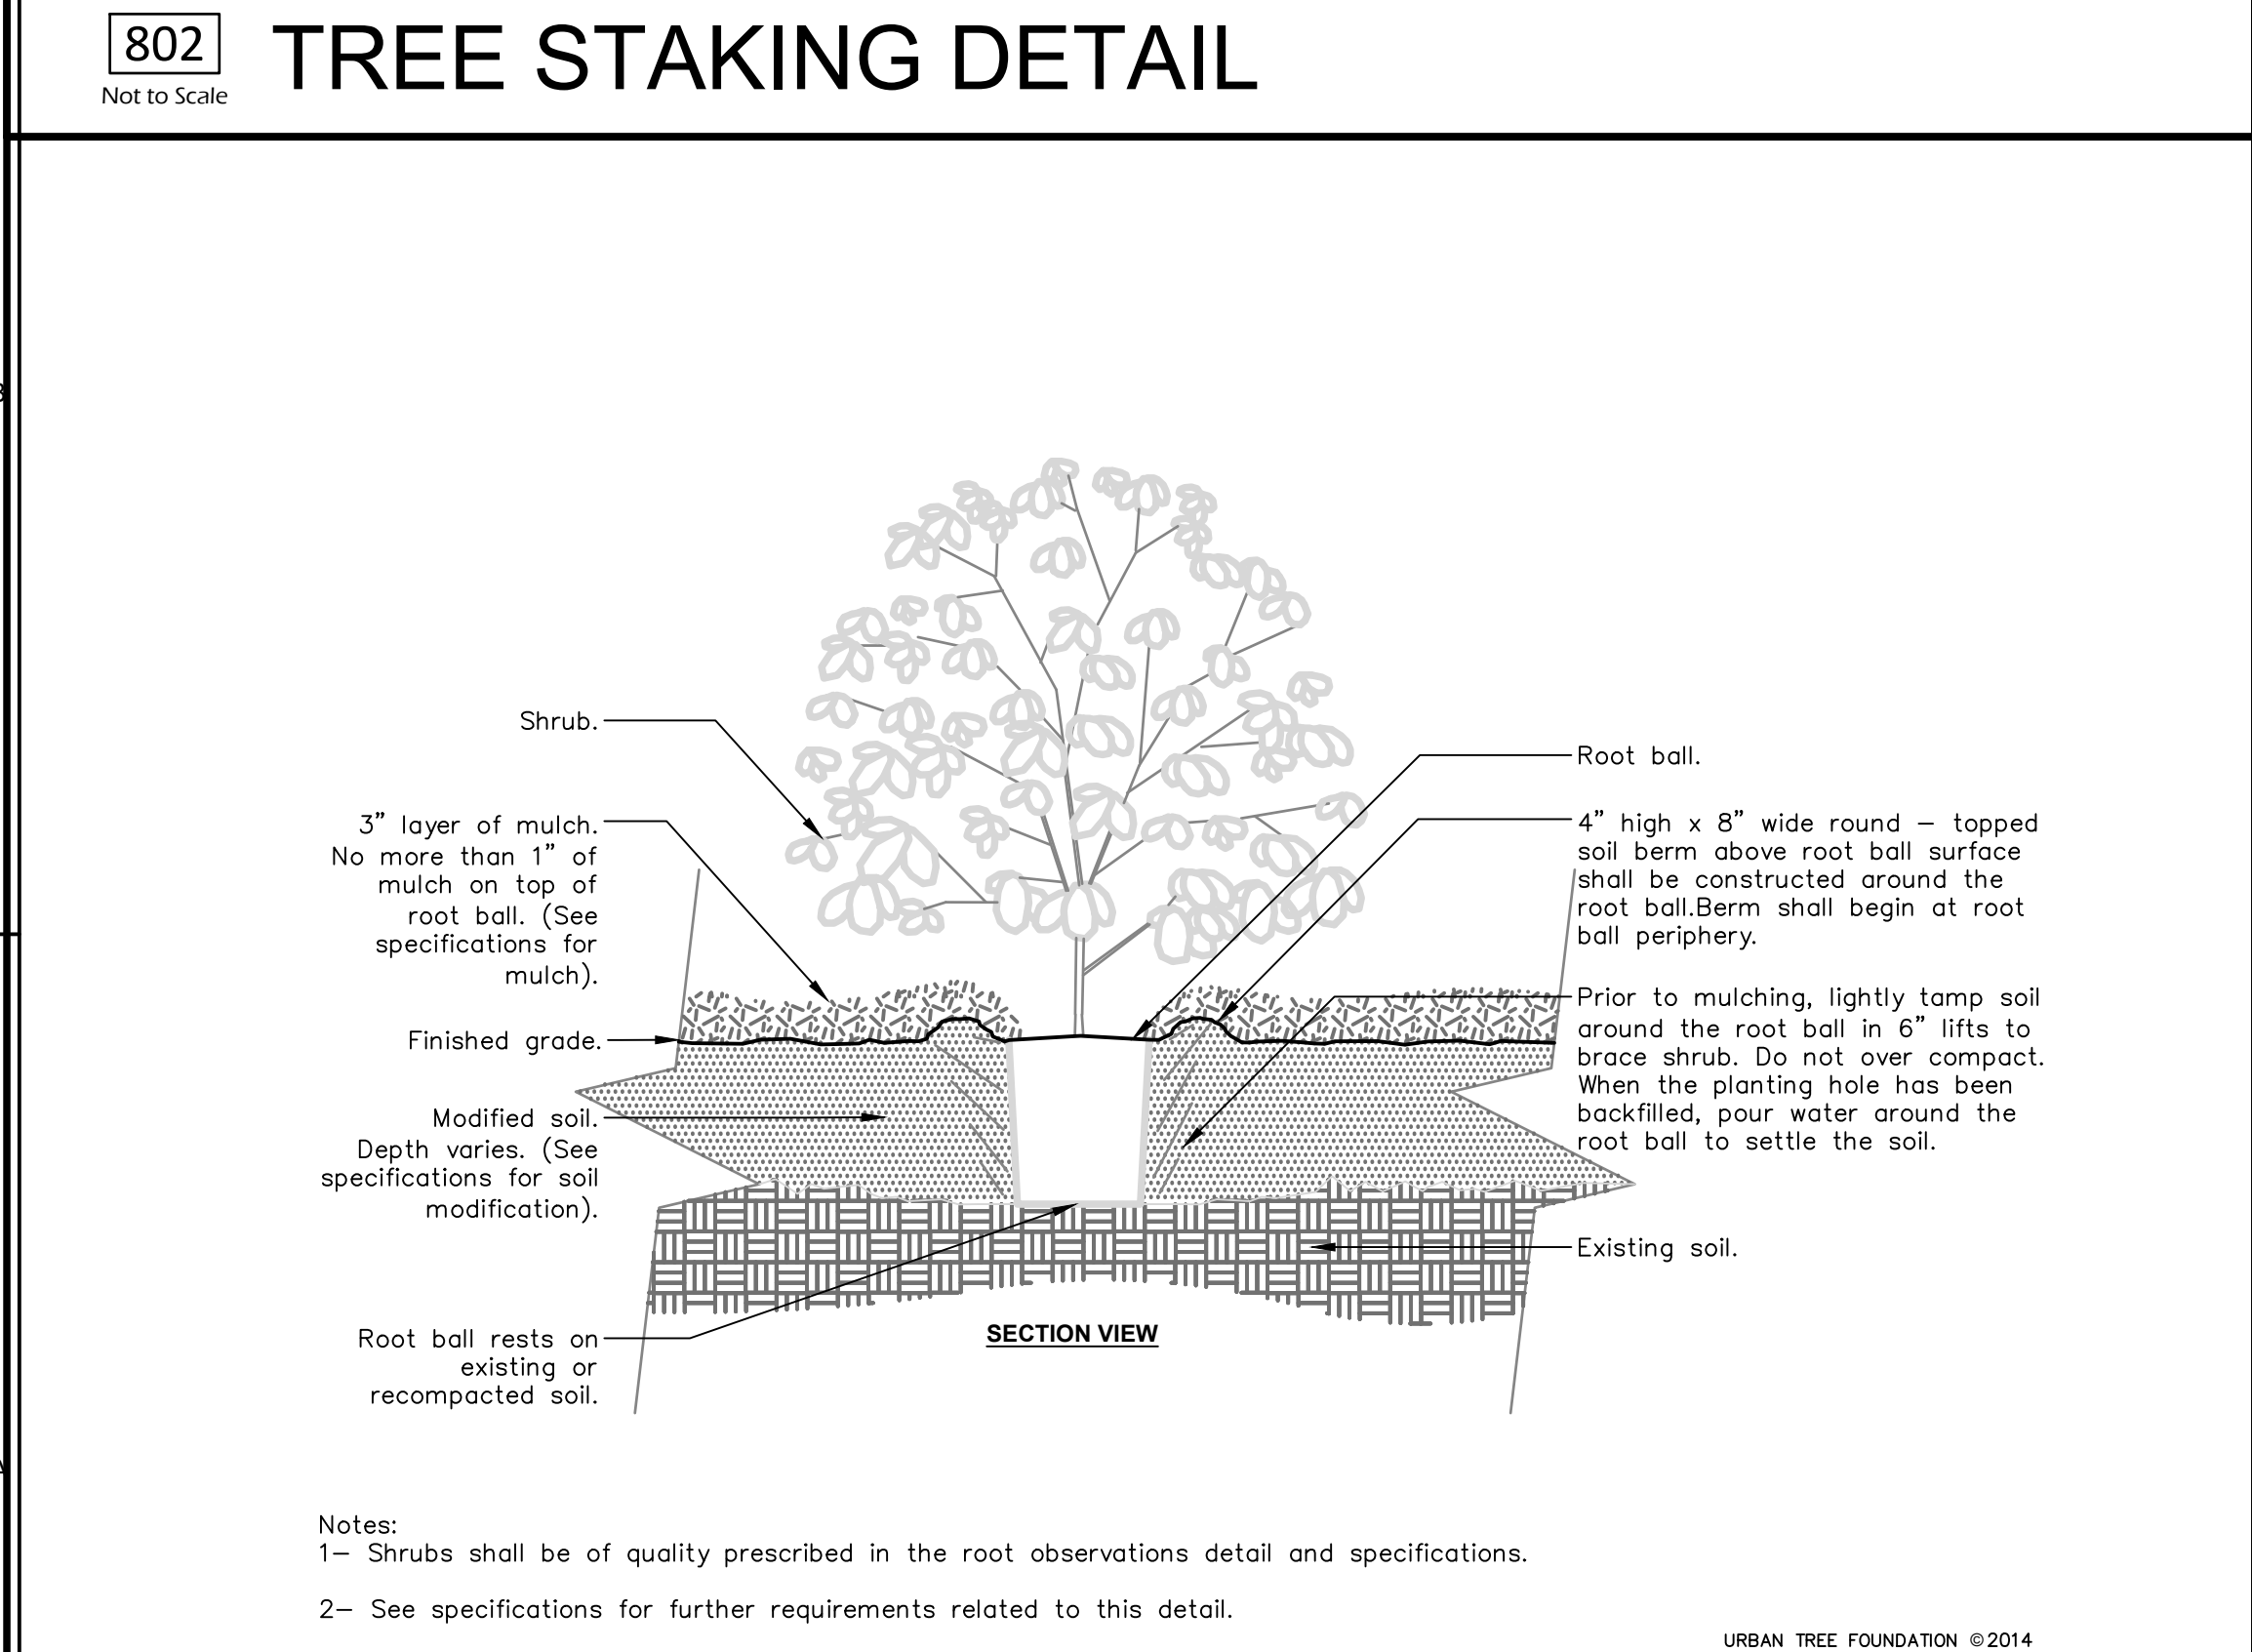 802
Not to Scale
TREE STAKING DETAIL
Shrub.
3” layer of mulch.
No more than 1” of
mulch on top of
root ball. (See
specifications for
mulch).
Finished grade.
Modified soil.
Depth varies. (See
specifications for soil
modification).
Root ball rests on
existing or
recompacted soil.
Root ball.
4” high x 8” wide round – topped
soil berm above root ball surface
shall be constructed around the
root ball.Berm shall begin at root
ball periphery.
Prior to mulching, lightly tamp soil
around the root ball in 6” lifts to
brace shrub. Do not over compact.
When the planting hole has been
backfilled, pour water around the
root ball to settle the soil.
Existing soil.
SECTION VIEW
Notes:
1– Shrubs shall be of quality prescribed in the root observations detail and specifications.
2– See specifications for further requirements related to this detail.
URBAN TREE FOUNDATION ©2014